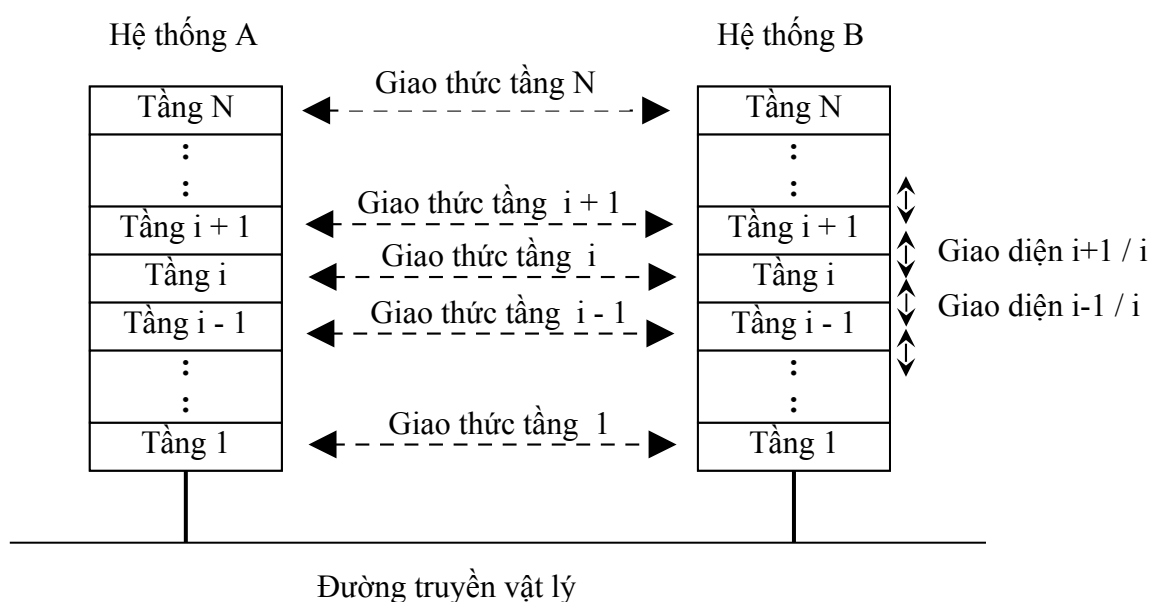 Hệ thống A
Hệ thống B
Giao thức tầng N
Tầng N
Tầng N
Giao thức tầng i + 1
Tầng i + 1
Tầng i + 1
Giao thức tầng i
Giao diện i+1 / i
Tầng i
Tầng i
Giao thức tầng i - 1
Giao diện i-1 / i
Tầng i - 1
Tầng i - 1
Giao thức tầng 1
Tầng 1
Tầng 1
Đường truyền vật lý